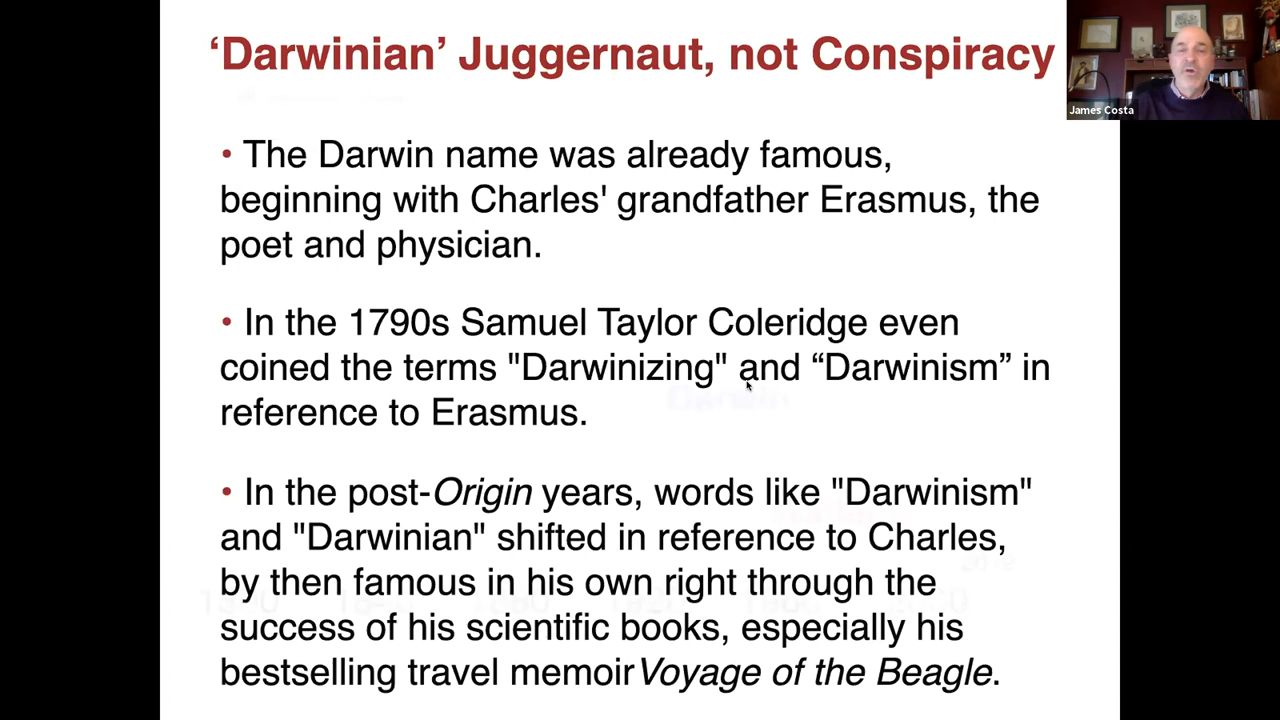 ‘Darwinian’ Juggernaut, not Conspiracy
James Costa
• The Darwin name was already famous,
beginning with Charles' grandfather Erasmus, the
poet and physician.
• In the 1790s Samuel Taylor Coleridge even
coined the terms "Darwinizing" and “Darwinism” in
reference to Erasmus.
• In the post-Origin years, words like "Darwinism"
and "Darwinian" shifted in reference to Charles,
by then famous in his own right through the
success of his scientific books, especially his
bestselling travel memoir Voyage of the Beagle.